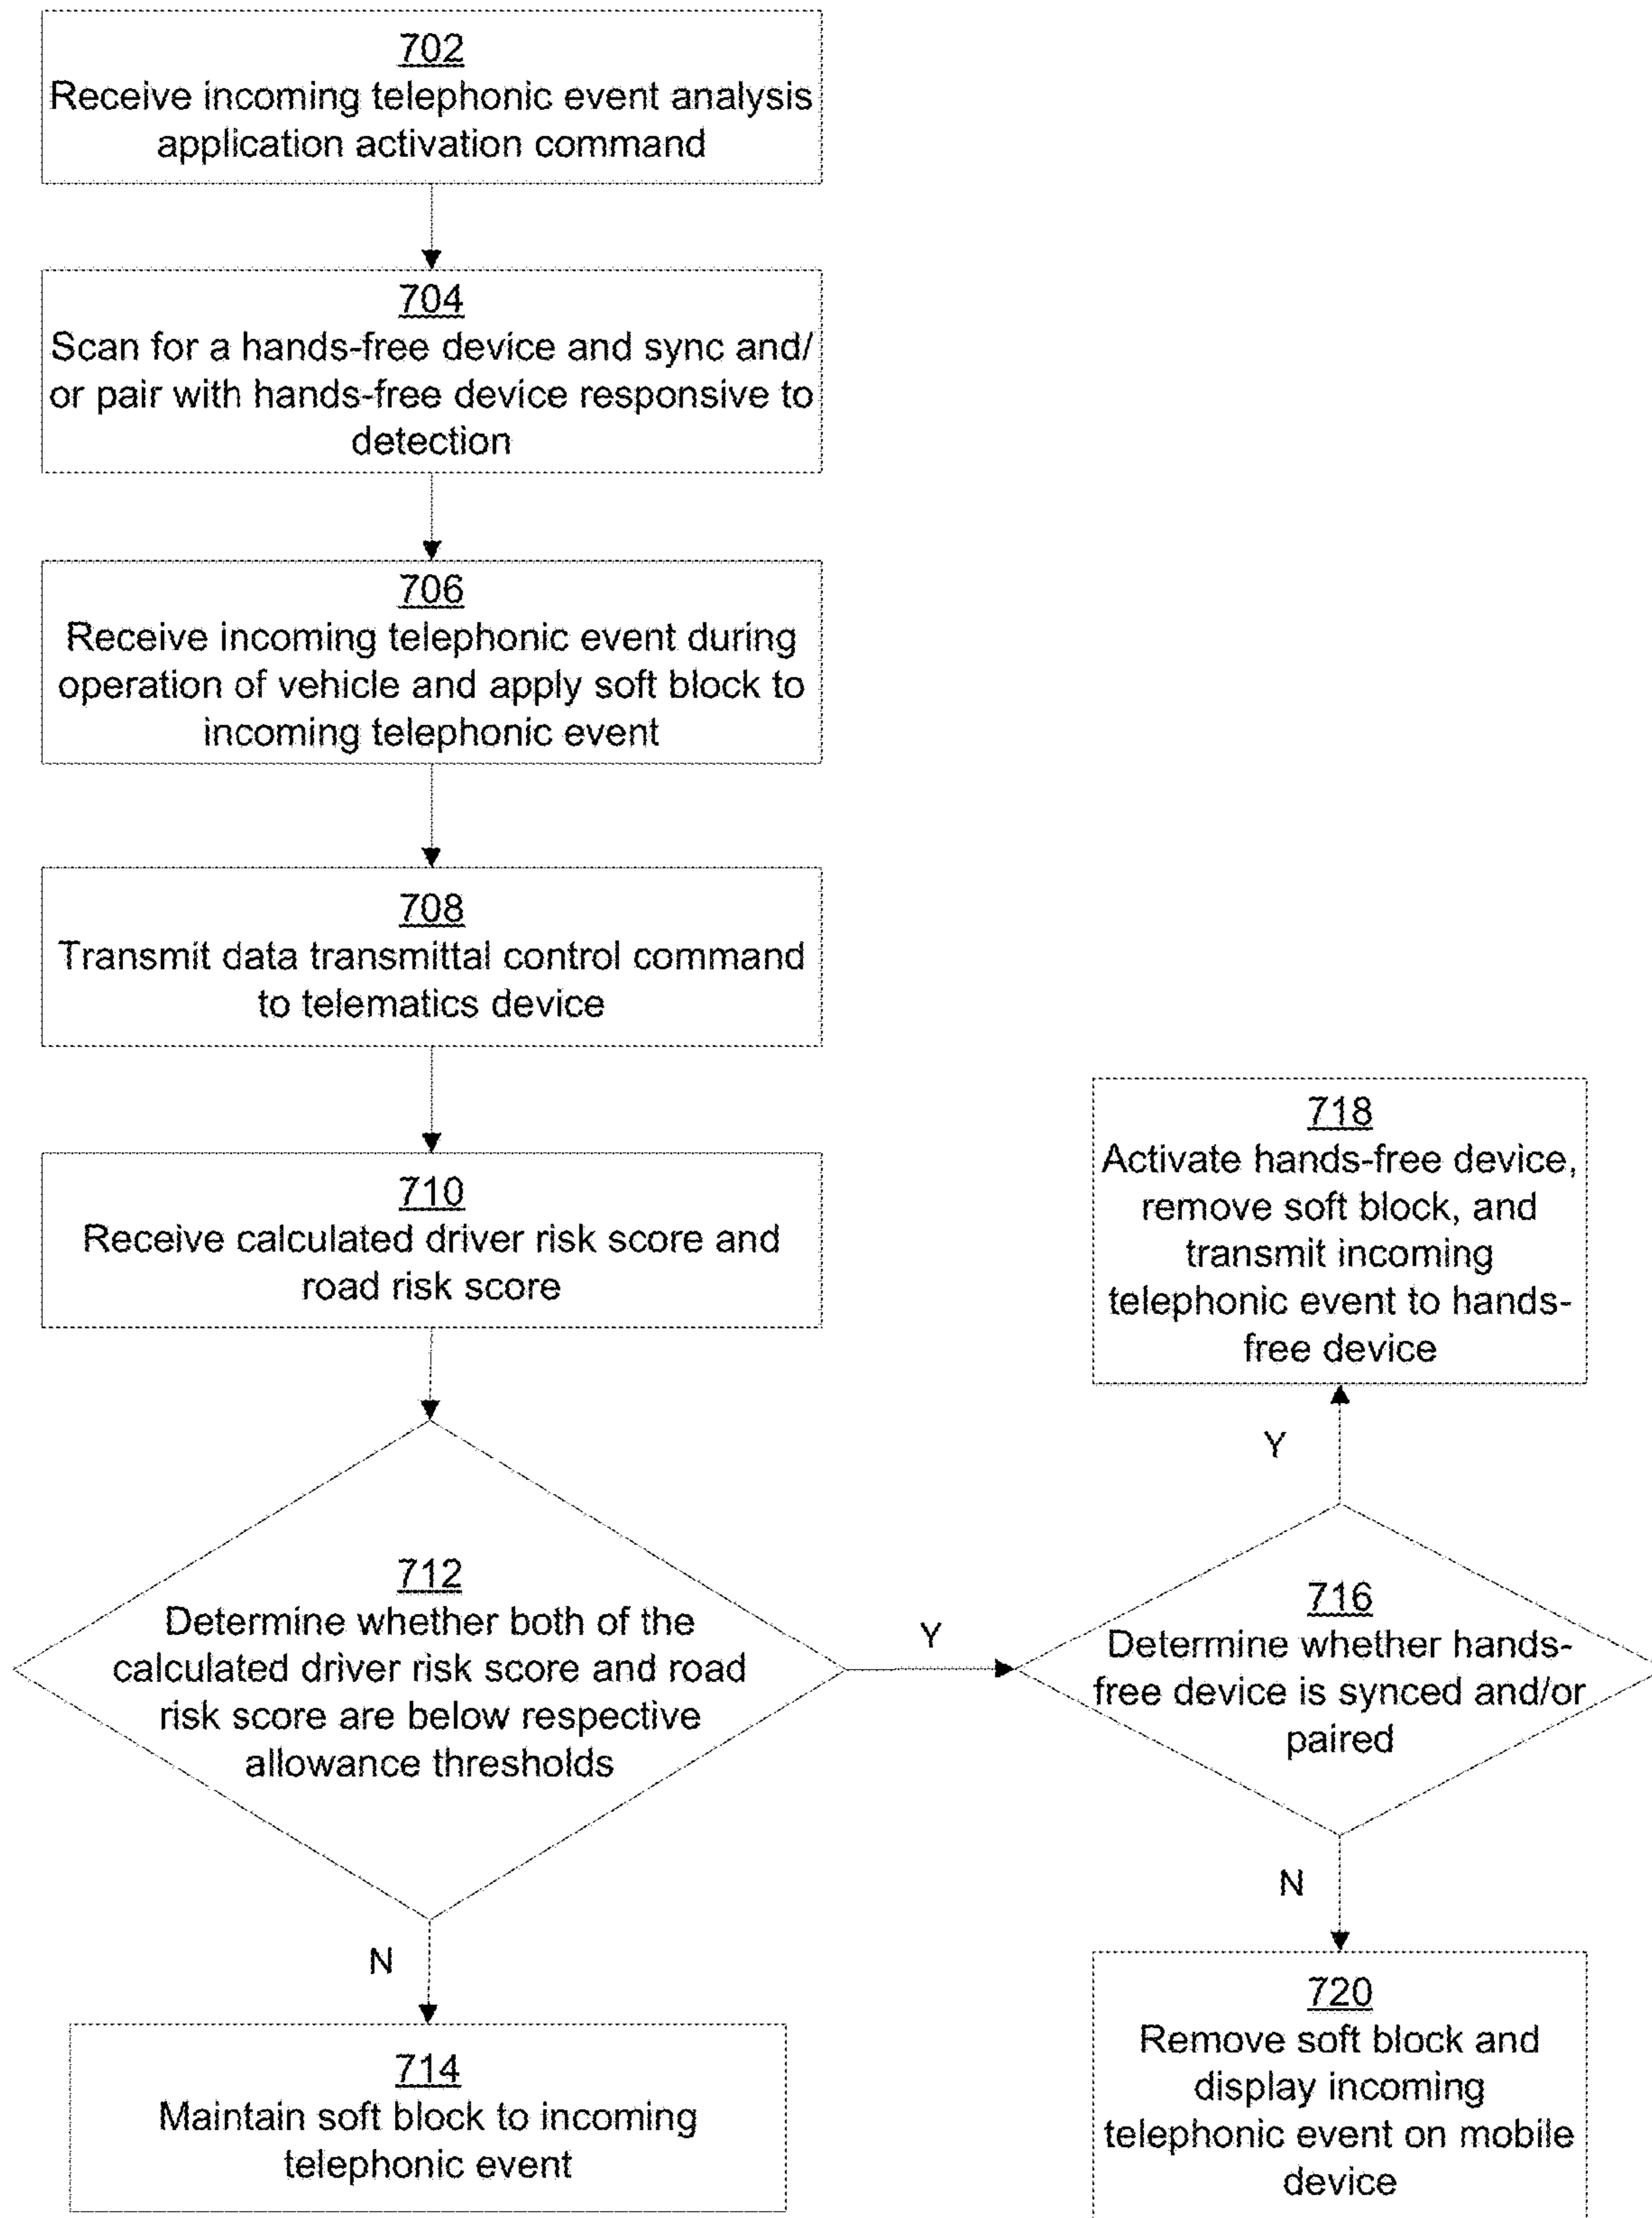 702
Receive incoming telephonic event analysis
application activation command
704
Scan for a hands-free device and sync and/
or pair with hands-free device responsive to
detection
706
Receive incoming telephonic event during
operation of vehicle and apply soft block to
incoming telephonic event
708
Transmit data transmittal control command
to telematics device
710
Receive calculated driver risk score and
road risk score
712
Determine whether both of the
calculated driver risk score and road
risk score are below respective
allowance thresholds
N
714
Maintain soft block to incoming
telephonic event
Y
716
Determine whether hands-
free device is synced and/or
paired
Y
718
Activate hands-free device,
remove soft block, and
transmit incoming
telephonic event to hands-
free device
N
720
Remove soft block and
display incoming
telephonic event on mobile
device